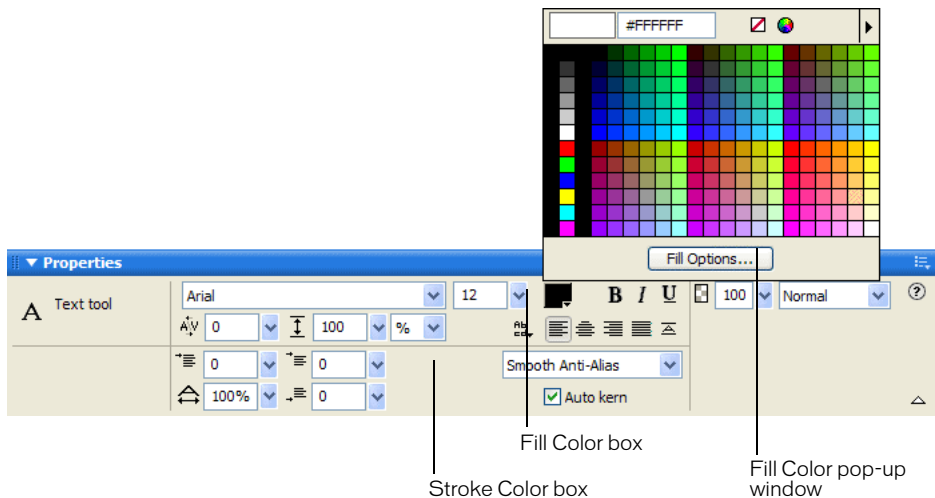 #FFFFFF
Fill Options...
Properties
A Text tool
Arial 12 B I U 100 Normal ?
A/V 0 100 % Ab
0 0 Smooth Anti-Alias
100% 0 Auto kern
Fill Color box
Stroke Color box
Fill Color pop-up
window